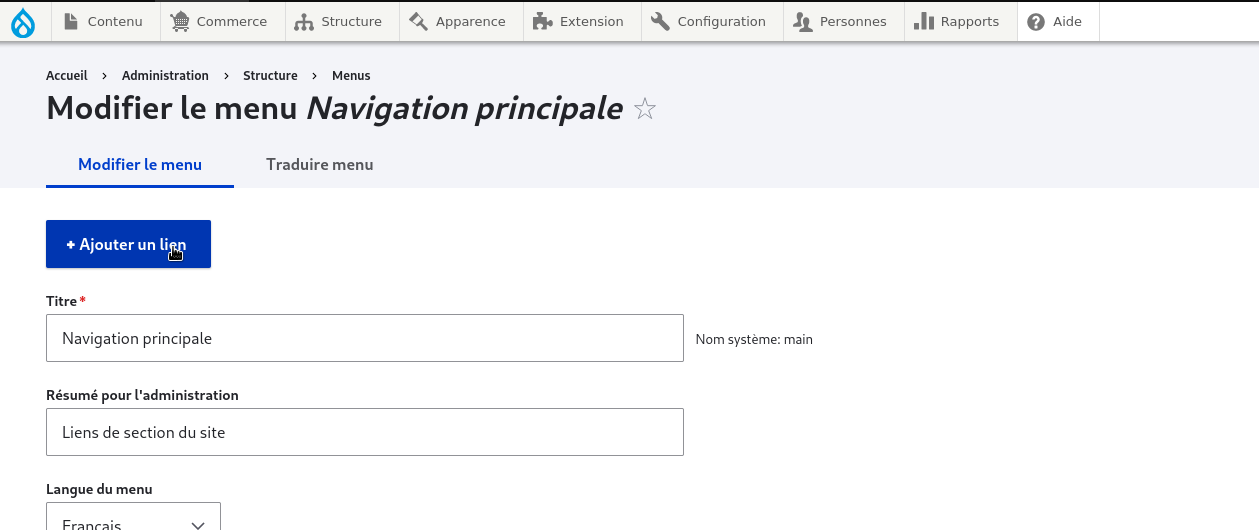 Contenu Commerce Structure Apparence Extension Configuration Personnes Rapports Aide
Accueil › Administration › Structure › Menus
Modifier le menu Navigation principale
Modifier le menu Traduire menu
+ Ajouter un lien
Titre*
Navigation principale Nom système: main
Résumé pour l'administration
Liens de section du site
Langue du menu
Français